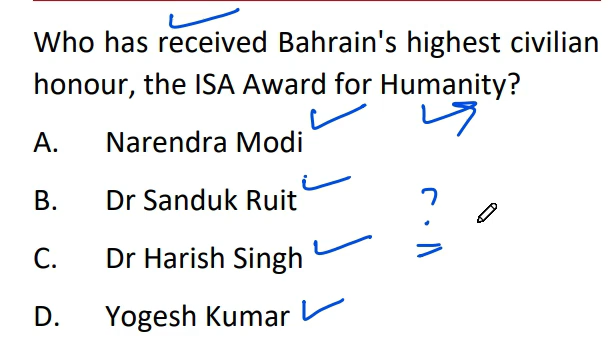 Who has received Bahrain's highest civilian
honour, the ISA Award for Humanity?
A. Narendra Modi
B. Dr Sanduk Ruit
?
C. Dr Harish Singh
D. Yogesh Kumar